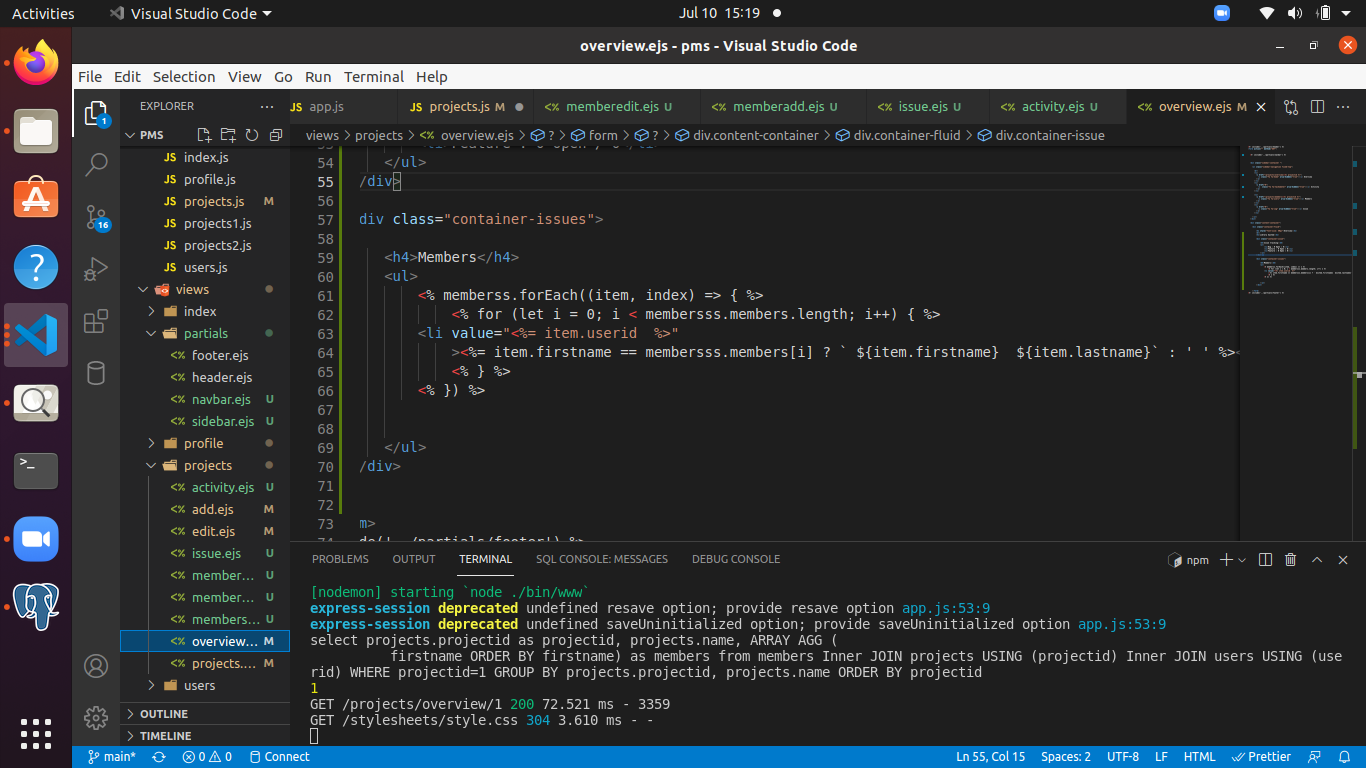 Activities
Visual Studio Code
Jul 10 15:19
overview.ejs - pms - Visual Studio Code
File Edit Selection View Go Run Terminal Help
EXPLORER
JS app.js
JS projects.js M
<% memberedit.ejs U
<% memberadd.ejs U
<% issue.ejs U
<% activity.ejs U
<% overview.ejs M
PMS
views > projects > <% overview.ejs > ? > form > ? > div.content-container > div.container-fluid > div.container-issue
JS index.js
JS profile.js
JS projects.js M
JS projects1.js
JS projects2.js
JS users.js
views
index
partials
<% footer.ejs
<% header.ejs
<% navbar.ejs U
<% sidebar.ejs U
profile
projects
<% activity.ejs U
<% add.ejs M
<% edit.ejs M
<% issue.ejs U
<% member... U
<% member... U
<% members... U
<% overview... M
<% projects.... M
users
OUTLINE
TIMELINE
1
16
54 </ul>
55 /div>
56
57 div class="container-issues">
58
59 <h4>Members</h4>
60 <ul>
61 <% memberss.forEach((item, index) => { %>
62 <% for (let i = 0; i < membersss.members.length; i++) { %>
63 <li value="<%= item.userid  %>"
64 ><%= item.firstname == membersss.members[i] ? ` ${item.firstname}  ${item.lastname}` : ' ' %><
65 <% } %>
66 <% }) %>
67
68
69 </ul>
70 /div>
71
72
73 m>
PROBLEMS OUTPUT TERMINAL SQL CONSOLE: MESSAGES DEBUG CONSOLE
npm
[nodemon] starting `node ./bin/www`
express-session deprecated undefined resave option; provide resave option app.js:53:9
express-session deprecated undefined saveUninitialized option; provide saveUninitialized option app.js:53:9
select projects.projectid as projectid, projects.name, ARRAY AGG (
firstname ORDER BY firstname) as members from members Inner JOIN projects USING (projectid) Inner JOIN users USING (use
rid) WHERE projectid=1 GROUP BY projects.projectid, projects.name ORDER BY projectid
1
GET /projects/overview/1 200 72.521 ms - 3359
GET /stylesheets/style.css 304 3.610 ms - -
main*
0 0
Connect
Ln 55, Col 15
Spaces: 2
UTF-8
LF
HTML
Prettier